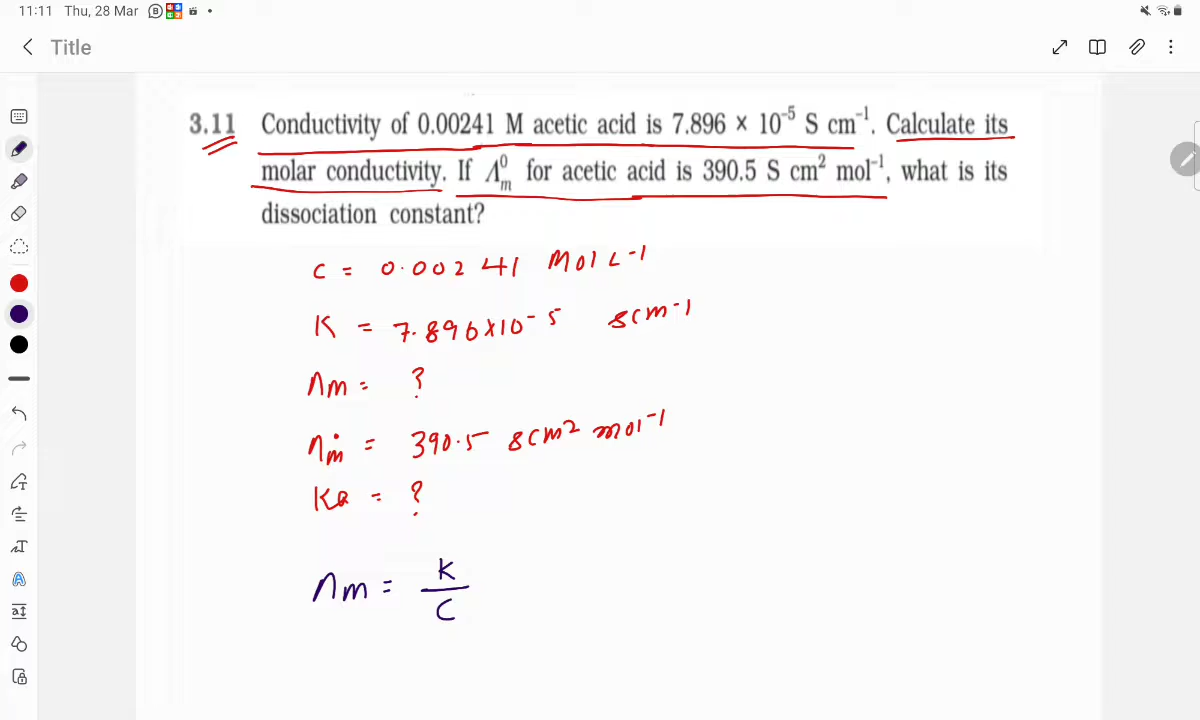 11:11 Thu, 28 Mar
Title
3.11 Conductivity of 0.00241 M acetic acid is 7.896 × 10⁻⁵ S cm⁻¹. Calculate its
molar conductivity. If Λ⁰m for acetic acid is 390.5 S cm² mol⁻¹, what is its
dissociation constant?
C = 0.00241 Mol L-1
K = 7.896×10-5 S cm-1
Λm = ?
Λ°m = 390.5 S cm2 mol-1
Ka = ?
Λm = K/C